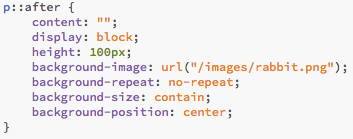 p::after {
    content: "";
    display: block;
    height: 100px;
    background-image: url("/images/rabbit.png");
    background-repeat: no-repeat;
    background-size: contain;
    background-position: center;
}